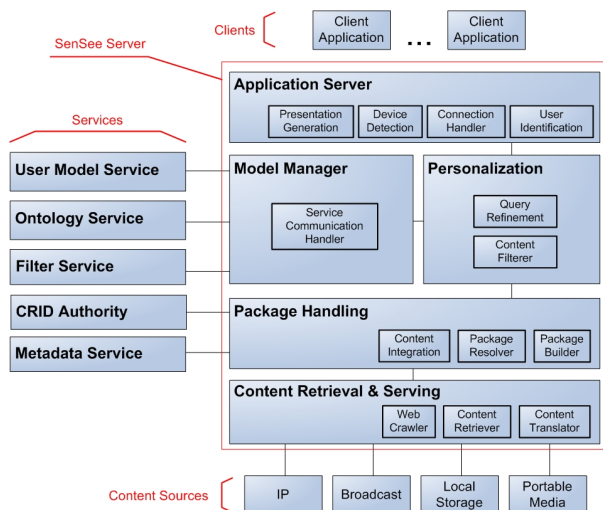 Clients
Client
Application
...
Client
Application
SenSee Server
Application Server
Presentation
Generation
Device
Detection
Connection
Handler
User
Identification
Services
User Model Service
Ontology Service
Filter Service
CRID Authority
Metadata Service
Model Manager
Service
Communication
Handler
Personalization
Query
Refinement
Content
Filterer
Package Handling
Content
Integration
Package
Resolver
Package
Builder
Content Retrieval & Serving
Web
Crawler
Content
Retriever
Content
Translator
Content Sources
IP
Broadcast
Local
Storage
Portable
Media